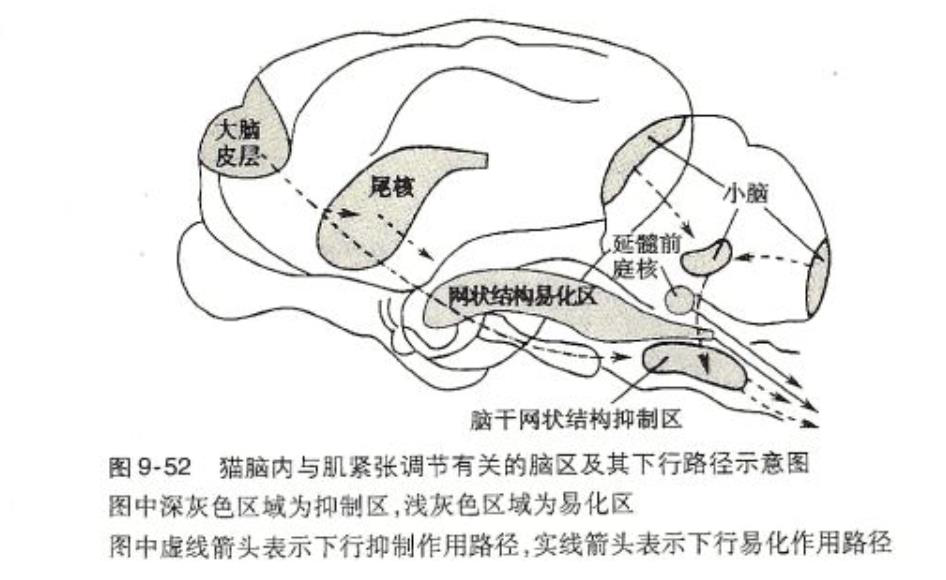 大脑
皮层
尾核
小脑
延髓前
庭核
网状结构易化区
脑干网状结构抑制区
图9-52 猫脑内与肌紧张调节有关的脑区及其下行路径示意图
图中深灰色区域为抑制区,浅灰色区域为易化区
图中虚线箭头表示下行抑制作用路径,实线箭头表示下行易化作用路径